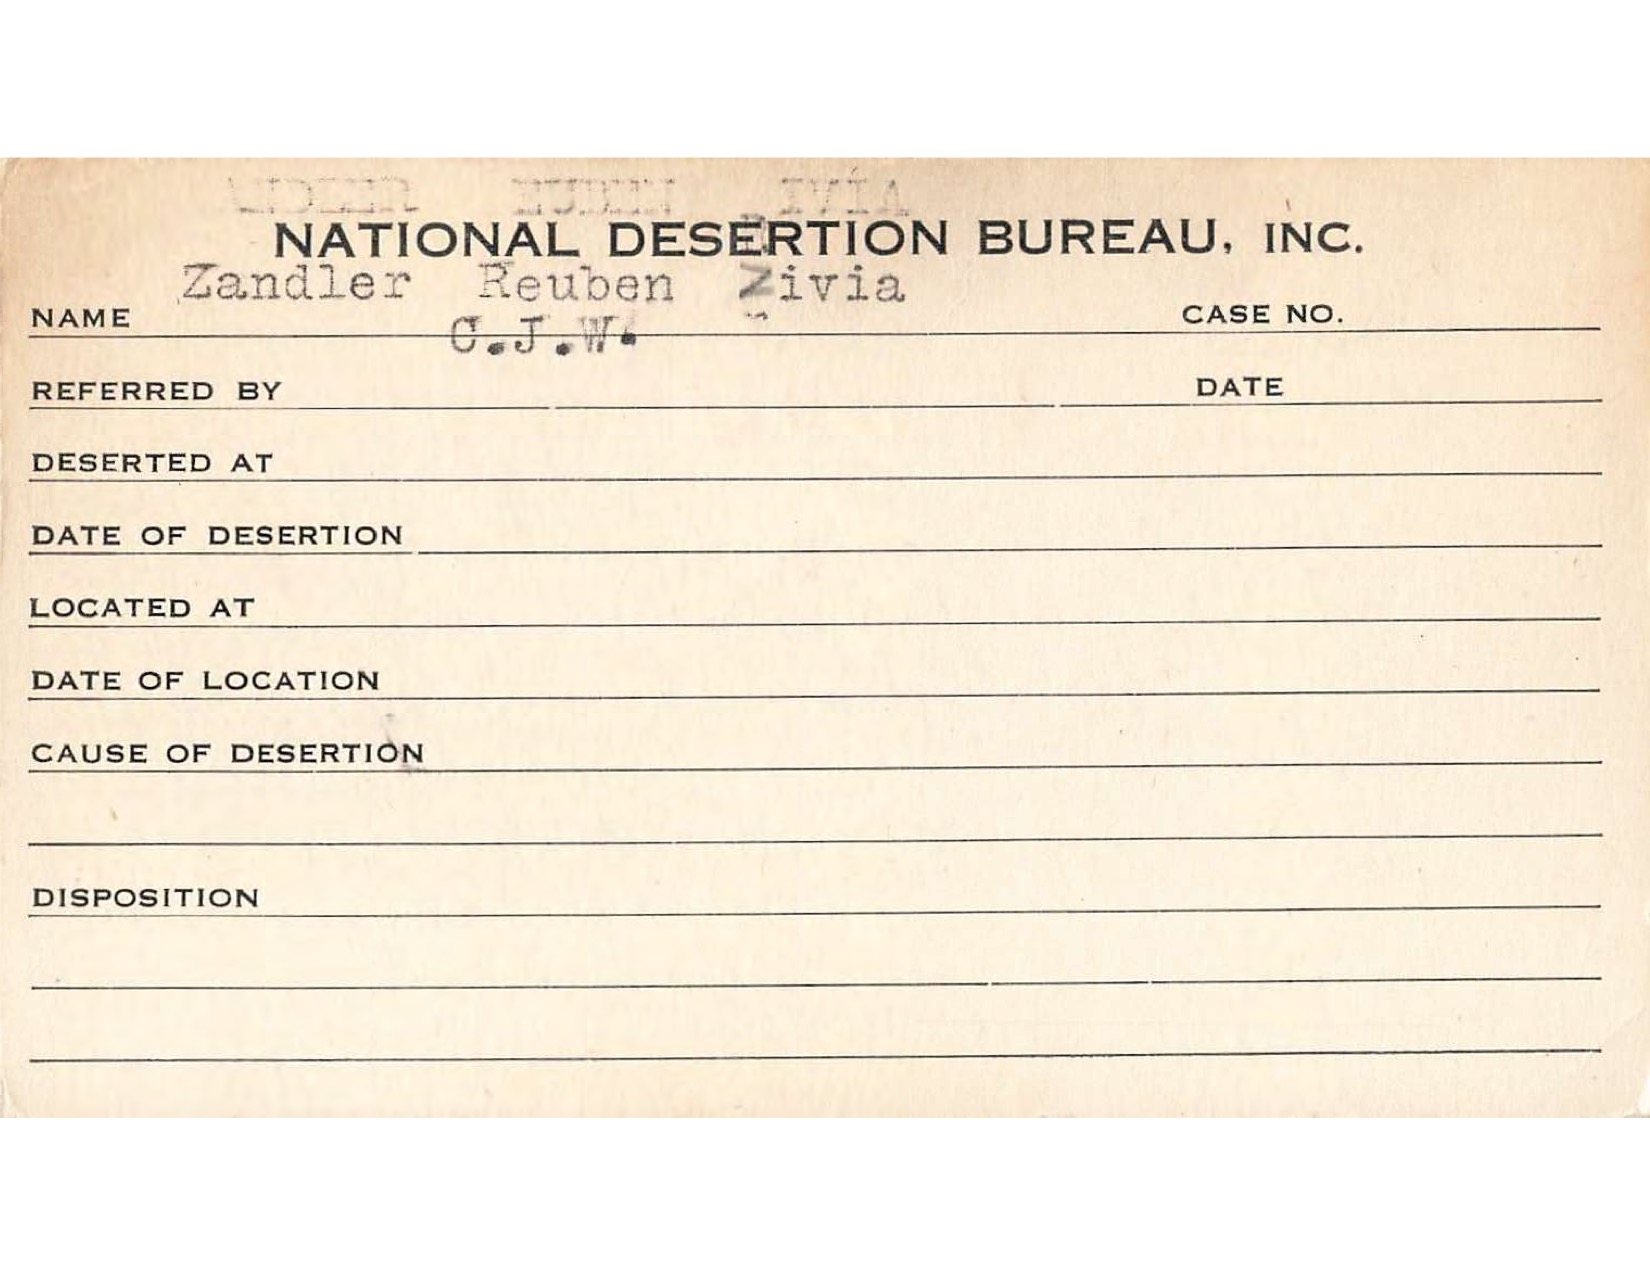 NATIONAL DESERTION BUREAU, INC.
Zandler Reuben Zivia
NAME CASE NO.
C.J.W.
REFERRED BY DATE
DESERTED AT
DATE OF DESERTION
LOCATED AT
DATE OF LOCATION
CAUSE OF DESERTION
DISPOSITION